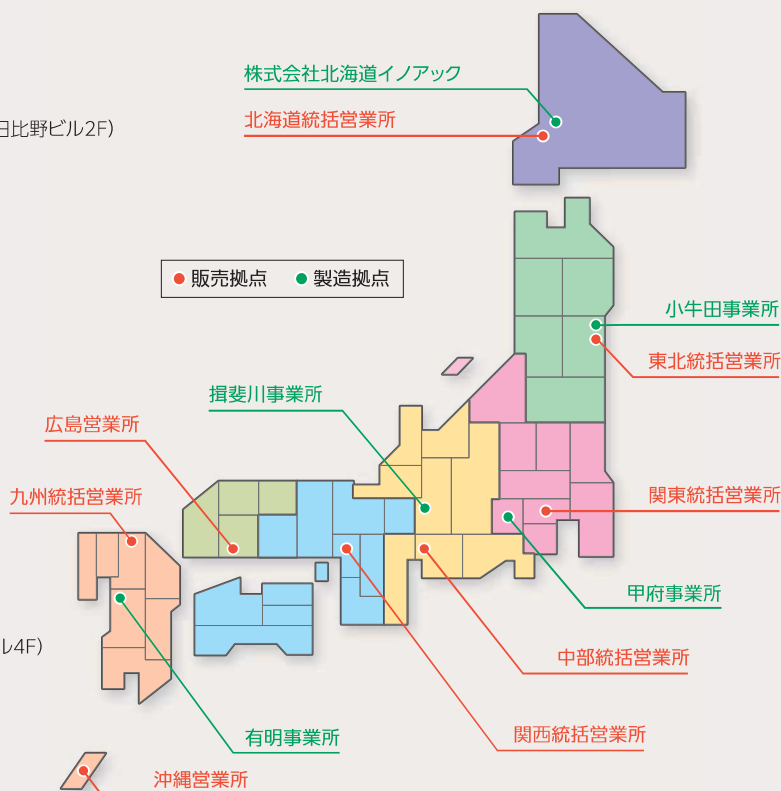 株式会社北海道イノアック
北海道統括営業所
日比野ビル2F)
販売拠点 製造拠点
小牛田事業所
東北統括営業所
揖斐川事業所
広島営業所
九州統括営業所
関東統括営業所
甲府事業所
ル4F)
中部統括営業所
関西統括営業所
有明事業所
沖縄営業所